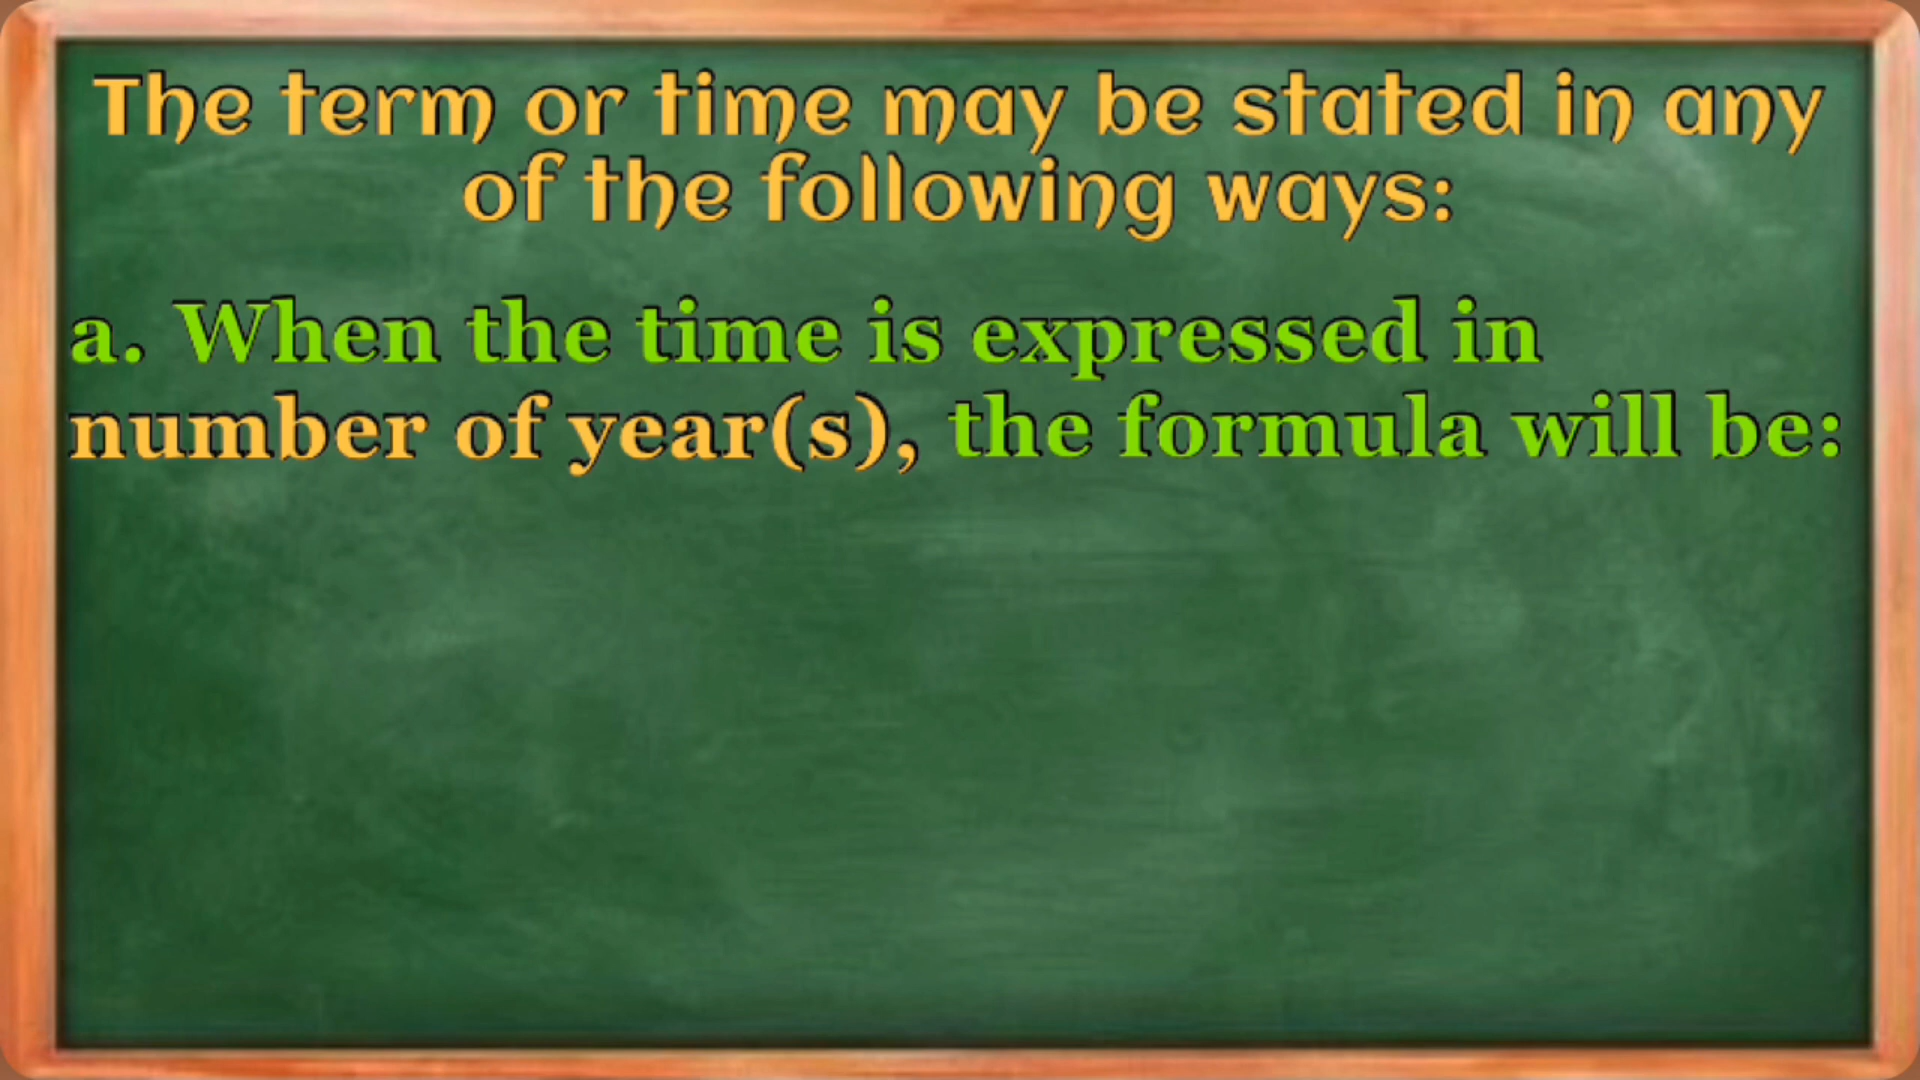 The term or time may be stated in any
of the following ways:
a. When the time is expressed in
number of year(s), the formula will be: